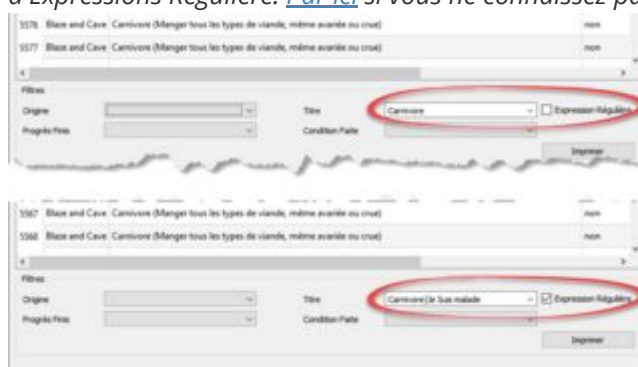 d'Expressions Régulière. Par ici si vous ne connaissez pa
5576 Blaze and Cave Carnivore (Manger tous les types de viande, même avariée ou crue) non
5577 Blaze and Cave Carnivore (Manger tous les types de viande, même avariée ou crue) non
Filtres
Origine Titre Carnivore Expression Régulière
Progrès Finis Condition Faite
Imprimer
5567 Blaze and Cave Carnivore (Manger tous les types de viande, même avariée ou crue) non
5568 Blaze and Cave Carnivore (Manger tous les types de viande, même avariée ou crue) non
Filtres
Origine Titre Carnivore|Je Suis malade Expression Régulière
Progrès Finis Condition Faite
Imprimer